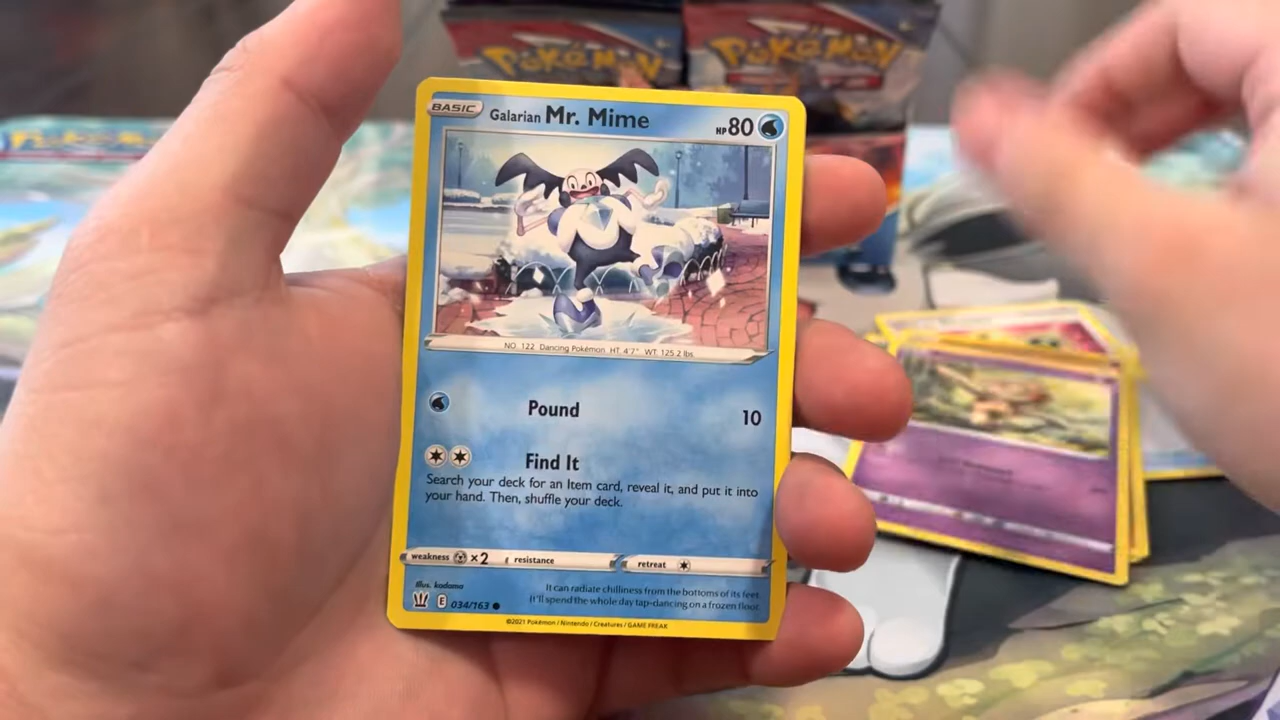 Pokémon
Pokémon
BASIC
Galarian Mr. Mime
HP 80
NO. 122 Dancing Pokémon HT: 4'7" WT: 125.2 lbs.
Pound 10
Find It
Search your deck for an Item card, reveal it, and put it into
your hand. Then, shuffle your deck.
weakness ×2 resistance retreat
Illus. kodama
It can radiate chilliness from the bottoms of its feet.
It'll spend the whole day tap-dancing on a frozen floor.
E 034/163
©2021 Pokémon / Nintendo / Creatures / GAME FREAK